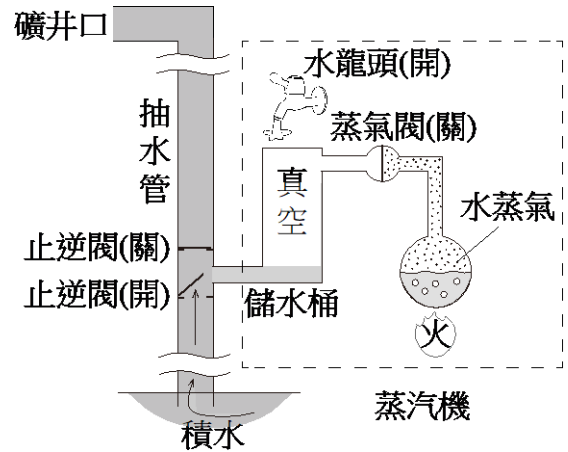 礦井口
水龍頭(開)
蒸氣閥(關)
抽水管
真空
水蒸氣
止逆閥(關)
止逆閥(開)
儲水桶
火
蒸汽機
積水